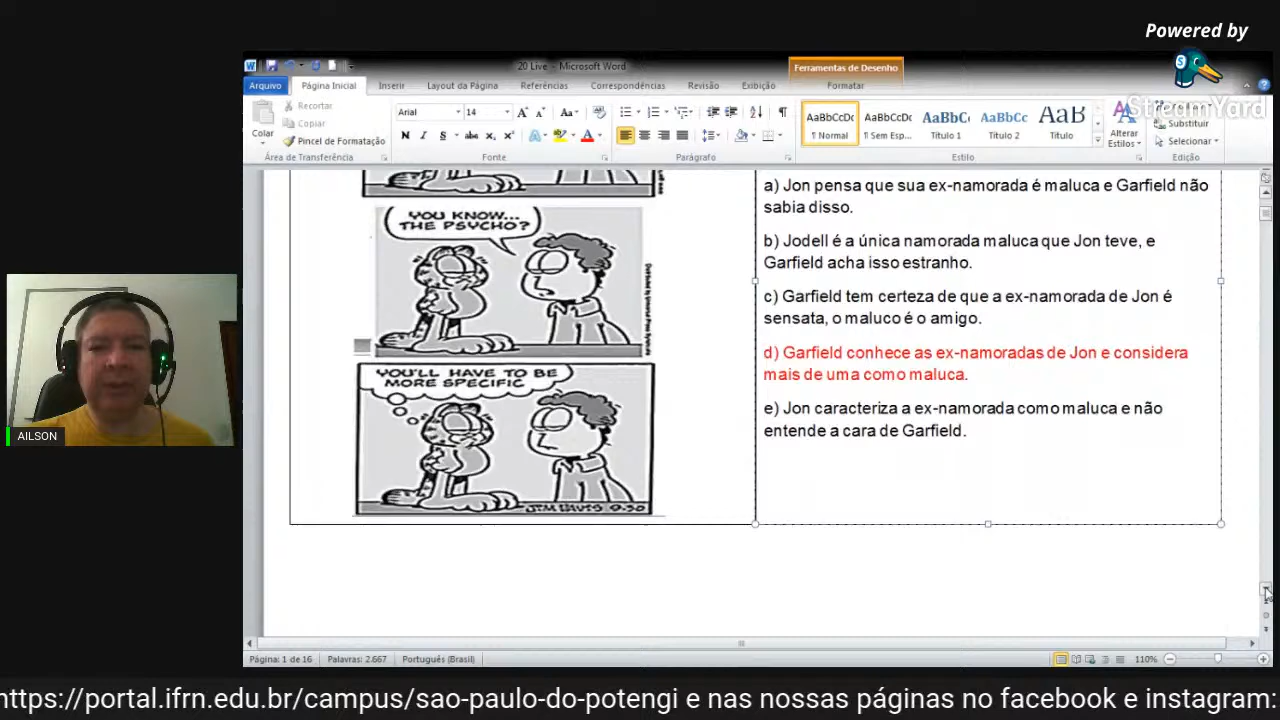 Powered by
StreamYard
20 Live - Microsoft Word
Ferramentas de Desenho
Arquivo
Página Inicial
Inserir
Layout da Página
Referências
Correspondências
Revisão
Exibição
Formatar
Colar
Recortar
Copiar
Pincel de Formatação
Área de Transferência
Arial
14
Fonte
Parágrafo
AaBbCcDc
AaBbCcDc
AaBbC
AaBbCc
AaB
¶ Normal
¶ Sem Esp...
Título 1
Título 2
Título
Alterar
Estilos
Estilo
Substituir
Selecionar
Edição
YOU KNOW...
THE PSYCHO?
YOU'LL HAVE TO BE
MORE SPECIFIC
JIM DAVIS 9-30
a) Jon pensa que sua ex-namorada é maluca e Garfield não
sabia disso.
b) Jodell é a única namorada maluca que Jon teve, e
Garfield acha isso estranho.
c) Garfield tem certeza de que a ex-namorada de Jon é
sensata, o maluco é o amigo.
d) Garfield conhece as ex-namoradas de Jon e considera
mais de uma como maluca.
e) Jon caracteriza a ex-namorada como maluca e não
entende a cara de Garfield.
AILSON
Página: 1 de 16
Palavras: 2.667
Português (Brasil)
110%
https://portal.ifrn.edu.br/campus/sao-paulo-do-potengi e nas nossas páginas no facebook e instagram: